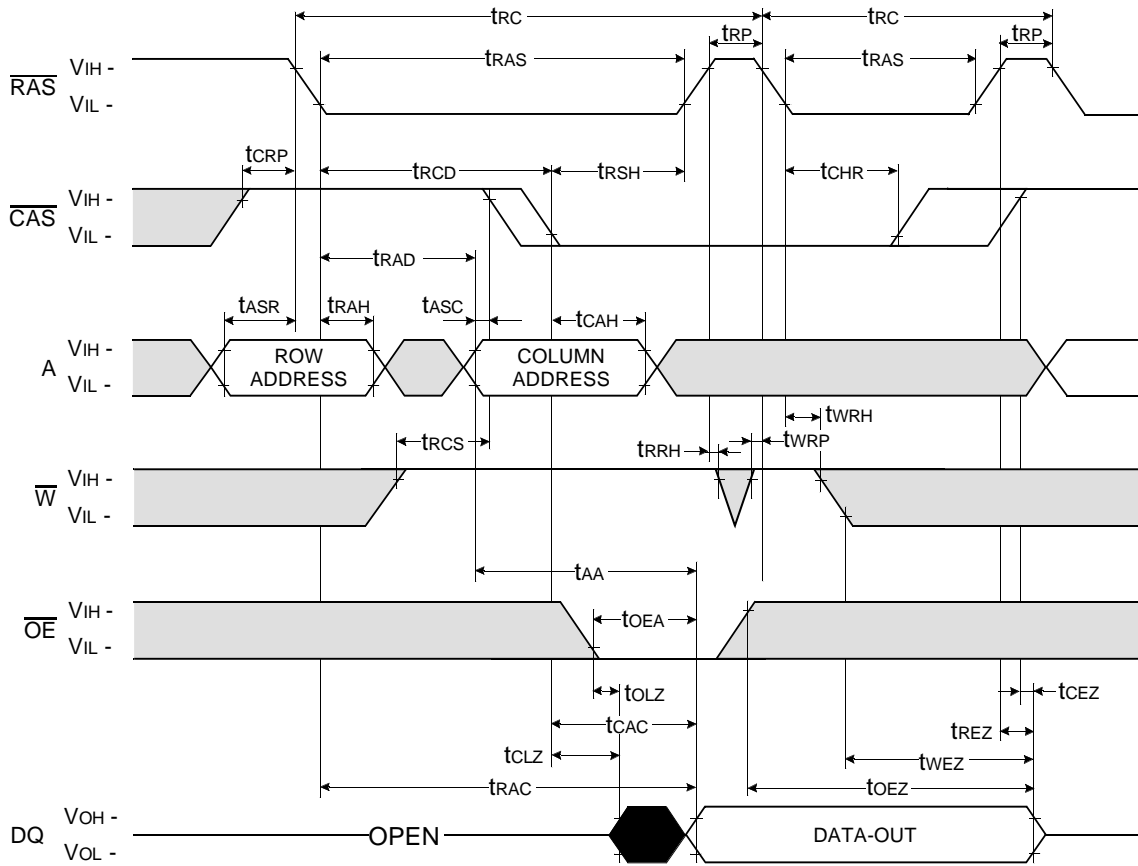 tRC tRC
tRP tRP
tRAS tRAS
RAS VIH -
VIL -
tCRP tRCD tRSH tCHR
CAS VIH -
VIL -
tRAD
tASR tRAH tASC tCAH
A VIH -
VIL -
ROW ADDRESS
COLUMN ADDRESS
tWRH
tRCS tRRH tWRP
W VIH -
VIL -
tAA
OE VIH -
VIL -
tOEA
tOLZ tCEZ
tCAC tREZ
tCLZ tWEZ
tRAC tOEZ
DQ VOH -
VOL -
OPEN DATA-OUT